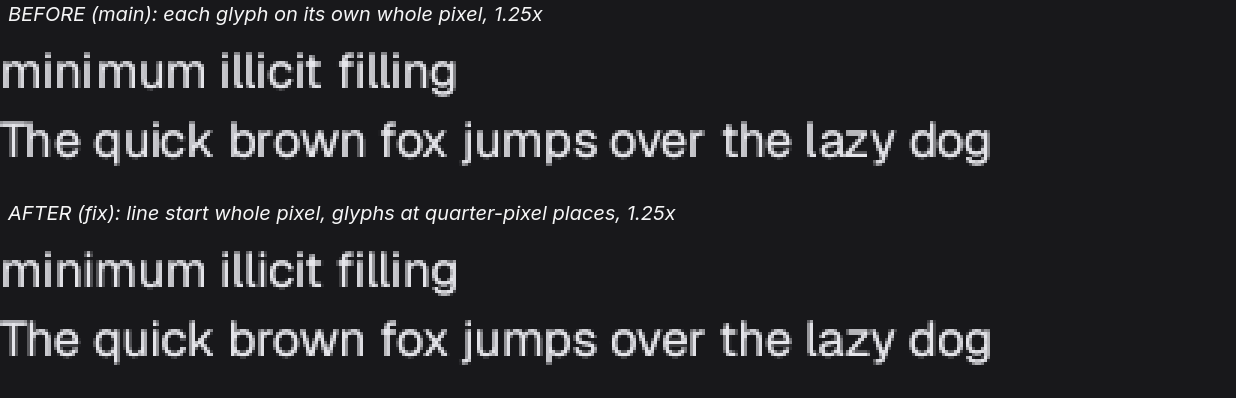 BEFORE (main): each glyph on its own whole pixel, 1.25x
minimum illicit filling
The quick brown fox jumps over the lazy dog
AFTER (fix): line start whole pixel, glyphs at quarter-pixel places, 1.25x
minimum illicit filling
The quick brown fox jumps over the lazy dog